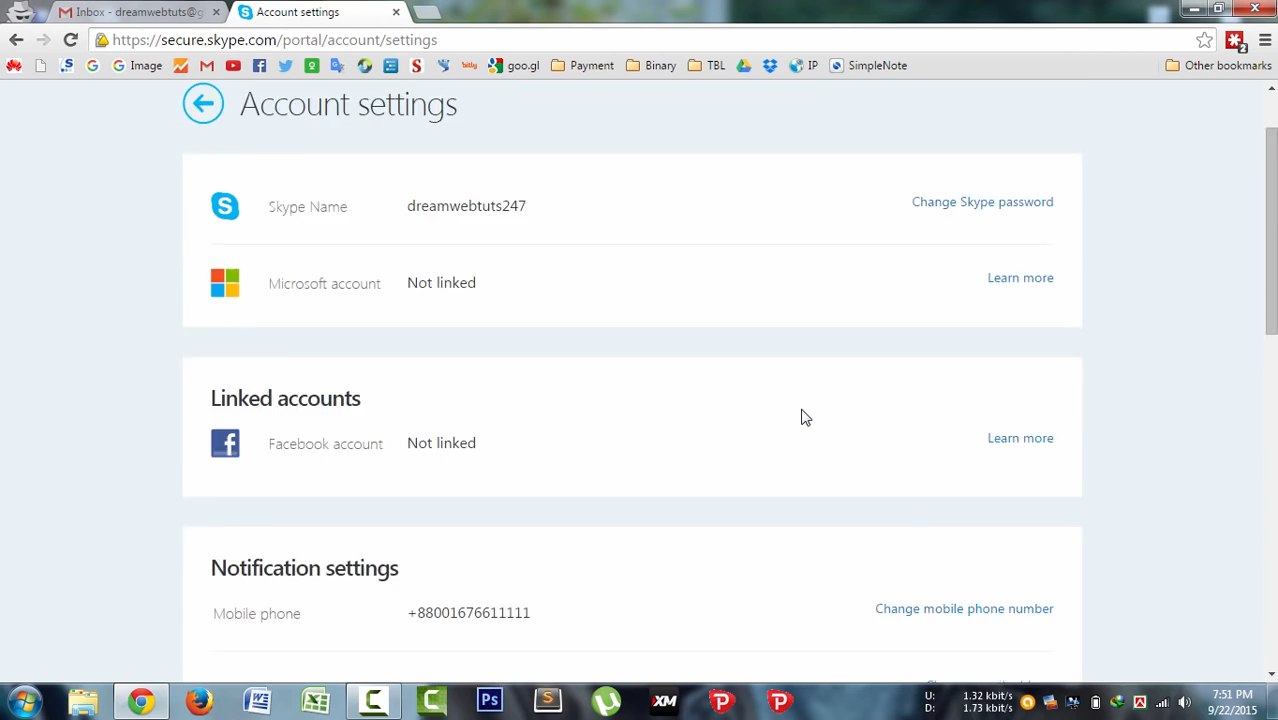 Inbox - dreamwebtuts@g
Account settings
https://secure.skype.com/portal/account/settings
2
Image
bitly
goo.gl
Payment
Binary
TBL
IP
SimpleNote
Other bookmarks
Account settings
Skype Name
dreamwebtuts247
Change Skype password
Microsoft account
Not linked
Learn more
Linked accounts
Facebook account
Not linked
Learn more
Notification settings
Mobile phone
+88001676611111
Change mobile phone number
U: 1.32 kbit/s
D: 1.73 kbit/s
7:51 PM
9/22/2015